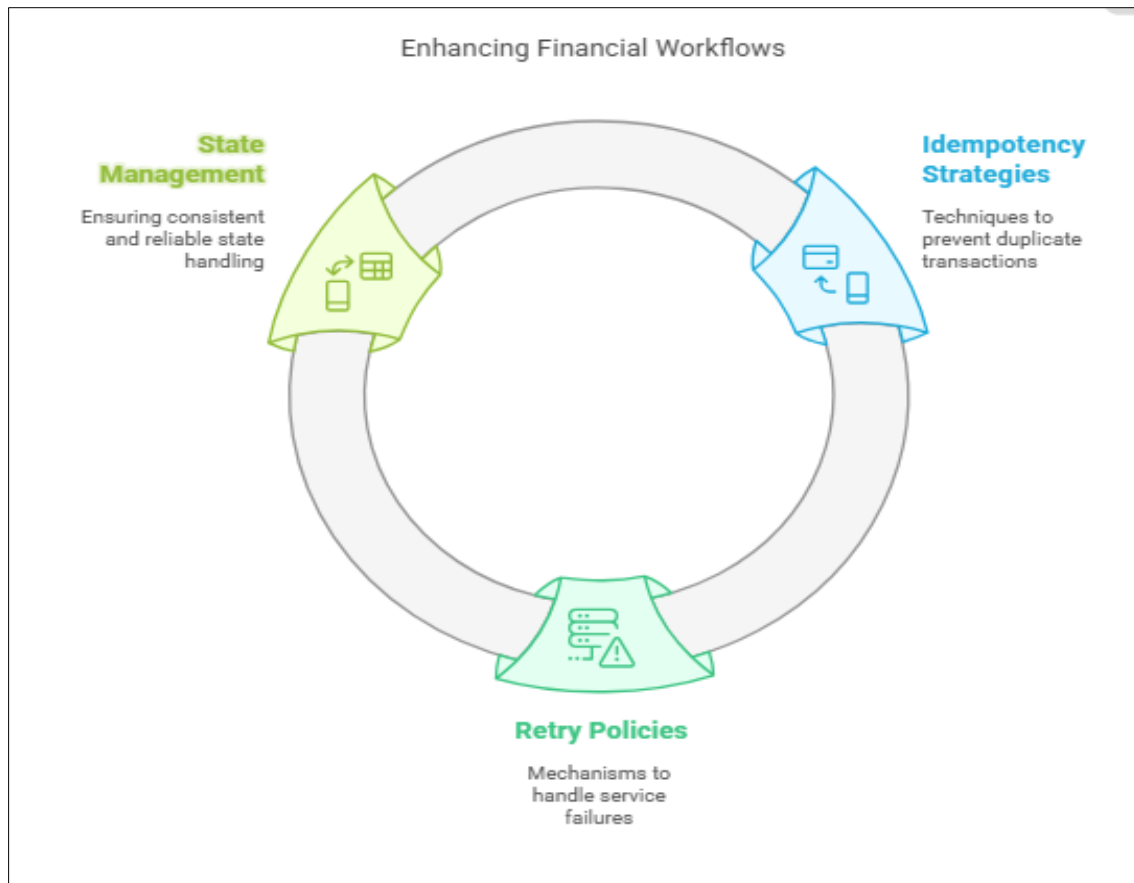 Enhancing Financial Workflows
State
Management
Ensuring consistent
and reliable state
handling
Idempotency
Strategies
Techniques to
prevent duplicate
transactions
Retry Policies
Mechanisms to
handle service
failures